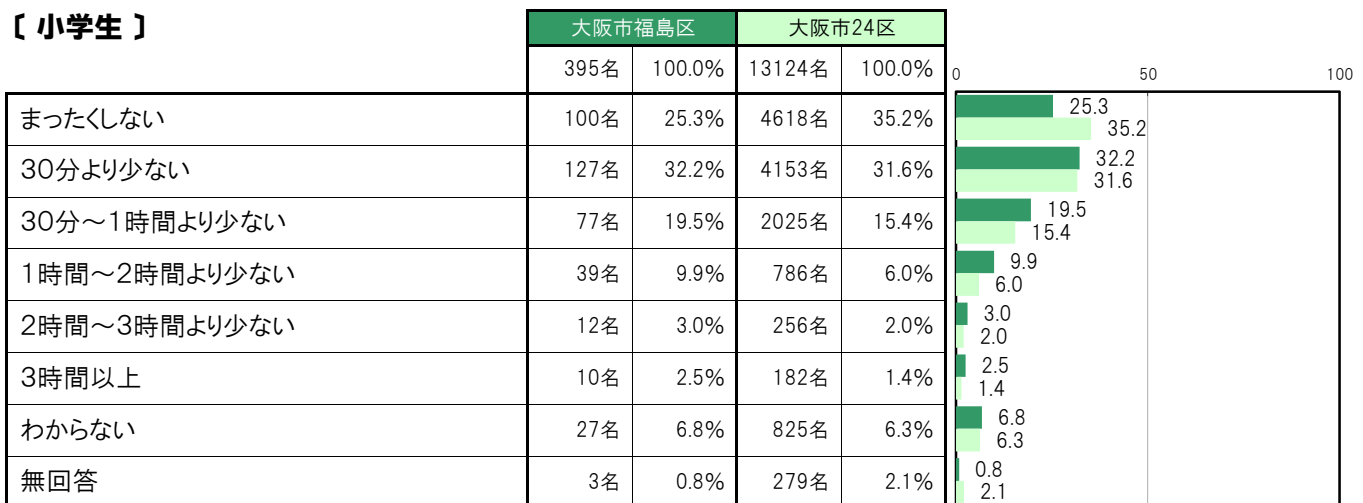 〔 小学生 〕
大阪市福島区 大阪市24区
395名 100.0% 13124名 100.0% 0 50 100
まったくしない 100名 25.3% 4618名 35.2% 25.3
35.2
30分より少ない 127名 32.2% 4153名 31.6% 32.2
31.6
30分～1時間より少ない 77名 19.5% 2025名 15.4% 19.5
15.4
1時間～2時間より少ない 39名 9.9% 786名 6.0% 9.9
6.0
2時間～3時間より少ない 12名 3.0% 256名 2.0% 3.0
2.0
3時間以上 10名 2.5% 182名 1.4% 2.5
1.4
わからない 27名 6.8% 825名 6.3% 6.8
6.3
無回答 3名 0.8% 279名 2.1% 0.8
2.1